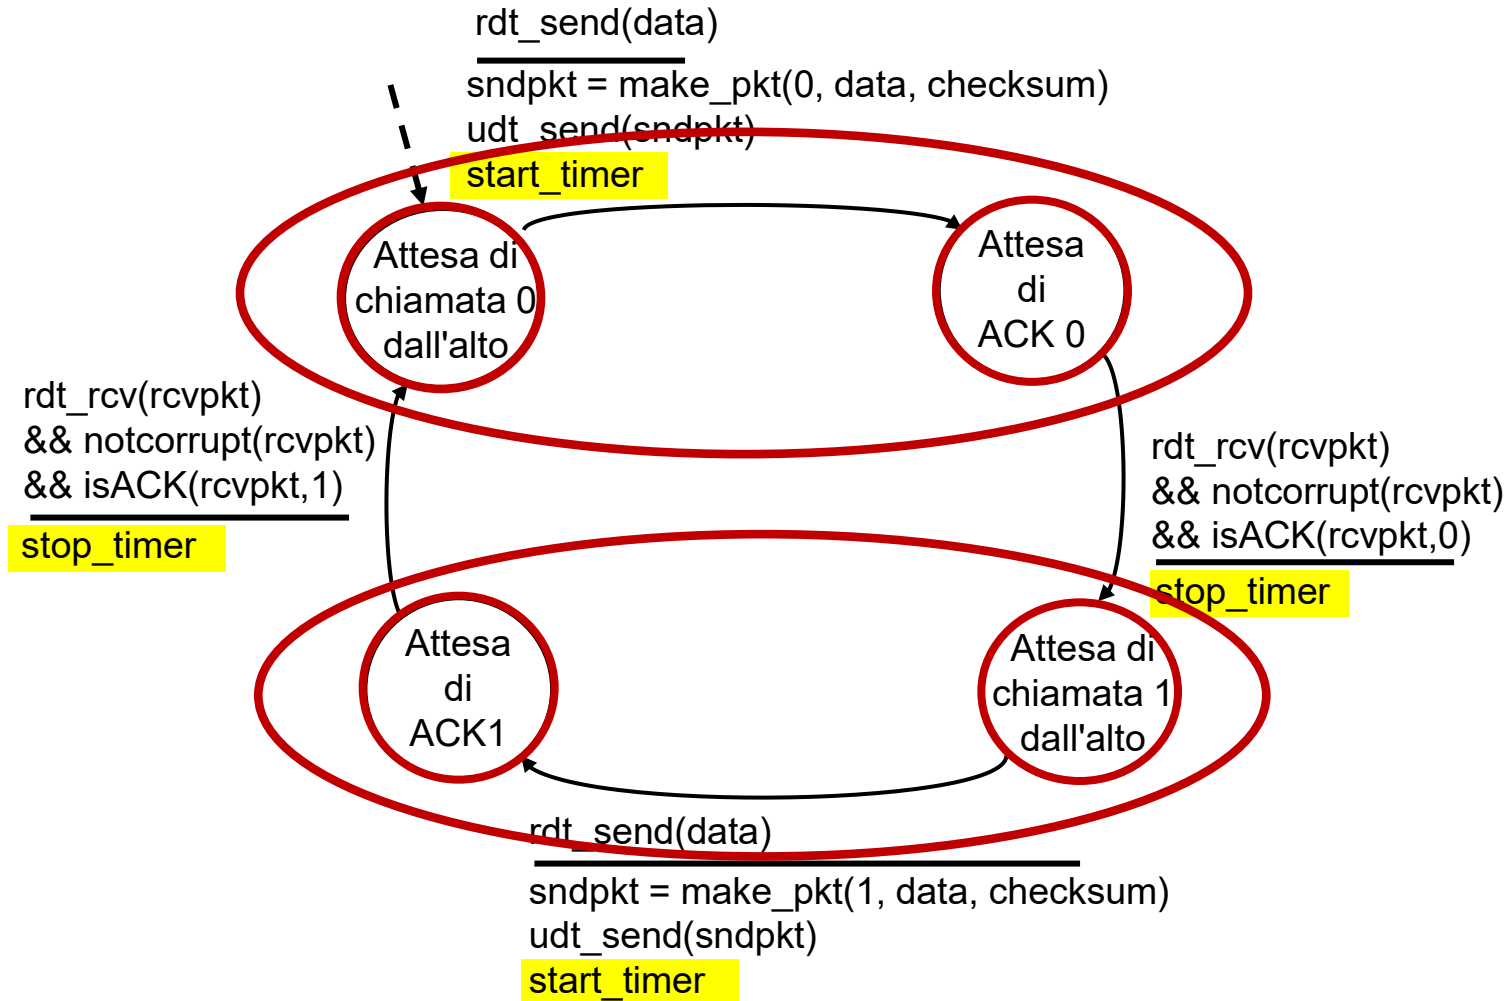 rdt_send(data)
sndpkt = make_pkt(0, data, checksum)
udt_send(sndpkt)
start_timer
Attesa di
chiamata 0
dall'alto
Attesa
di
ACK 0
rdt_rcv(rcvpkt)
&& notcorrupt(rcvpkt)
&& isACK(rcvpkt,1)
stop_timer
rdt_rcv(rcvpkt)
&& notcorrupt(rcvpkt)
&& isACK(rcvpkt,0)
stop_timer
Attesa
di
ACK1
Attesa di
chiamata 1
dall'alto
rdt_send(data)
sndpkt = make_pkt(1, data, checksum)
udt_send(sndpkt)
start_timer